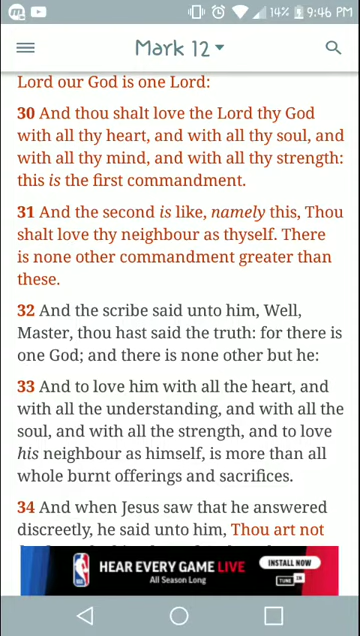 14% 9:46 PM
Mark 12
Lord our God is one Lord:
30 And thou shalt love the Lord thy God
with all thy heart, and with all thy soul, and
with all thy mind, and with all thy strength:
this is the first commandment.
31 And the second is like, namely this, Thou
shalt love thy neighbour as thyself. There
is none other commandment greater than
these.
32 And the scribe said unto him, Well,
Master, thou hast said the truth: for there is
one God; and there is none other but he:
33 And to love him with all the heart, and
with all the understanding, and with all the
soul, and with all the strength, and to love
his neighbour as himself, is more than all
whole burnt offerings and sacrifices.
34 And when Jesus saw that he answered
discreetly, he said unto him, Thou art not
NBA
HEAR EVERY GAME LIVE
All Season Long
INSTALL NOW
TUNE IN